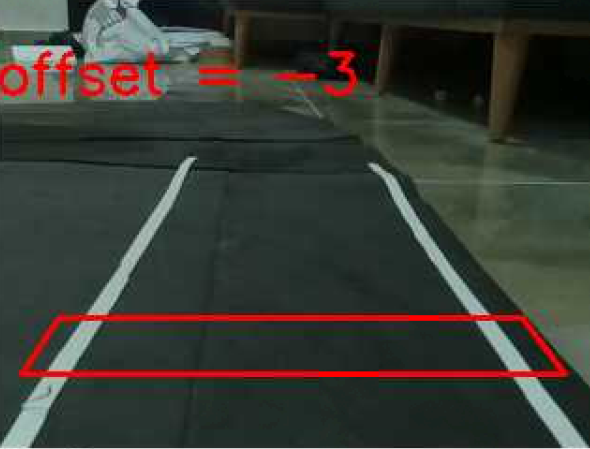 offset = -3